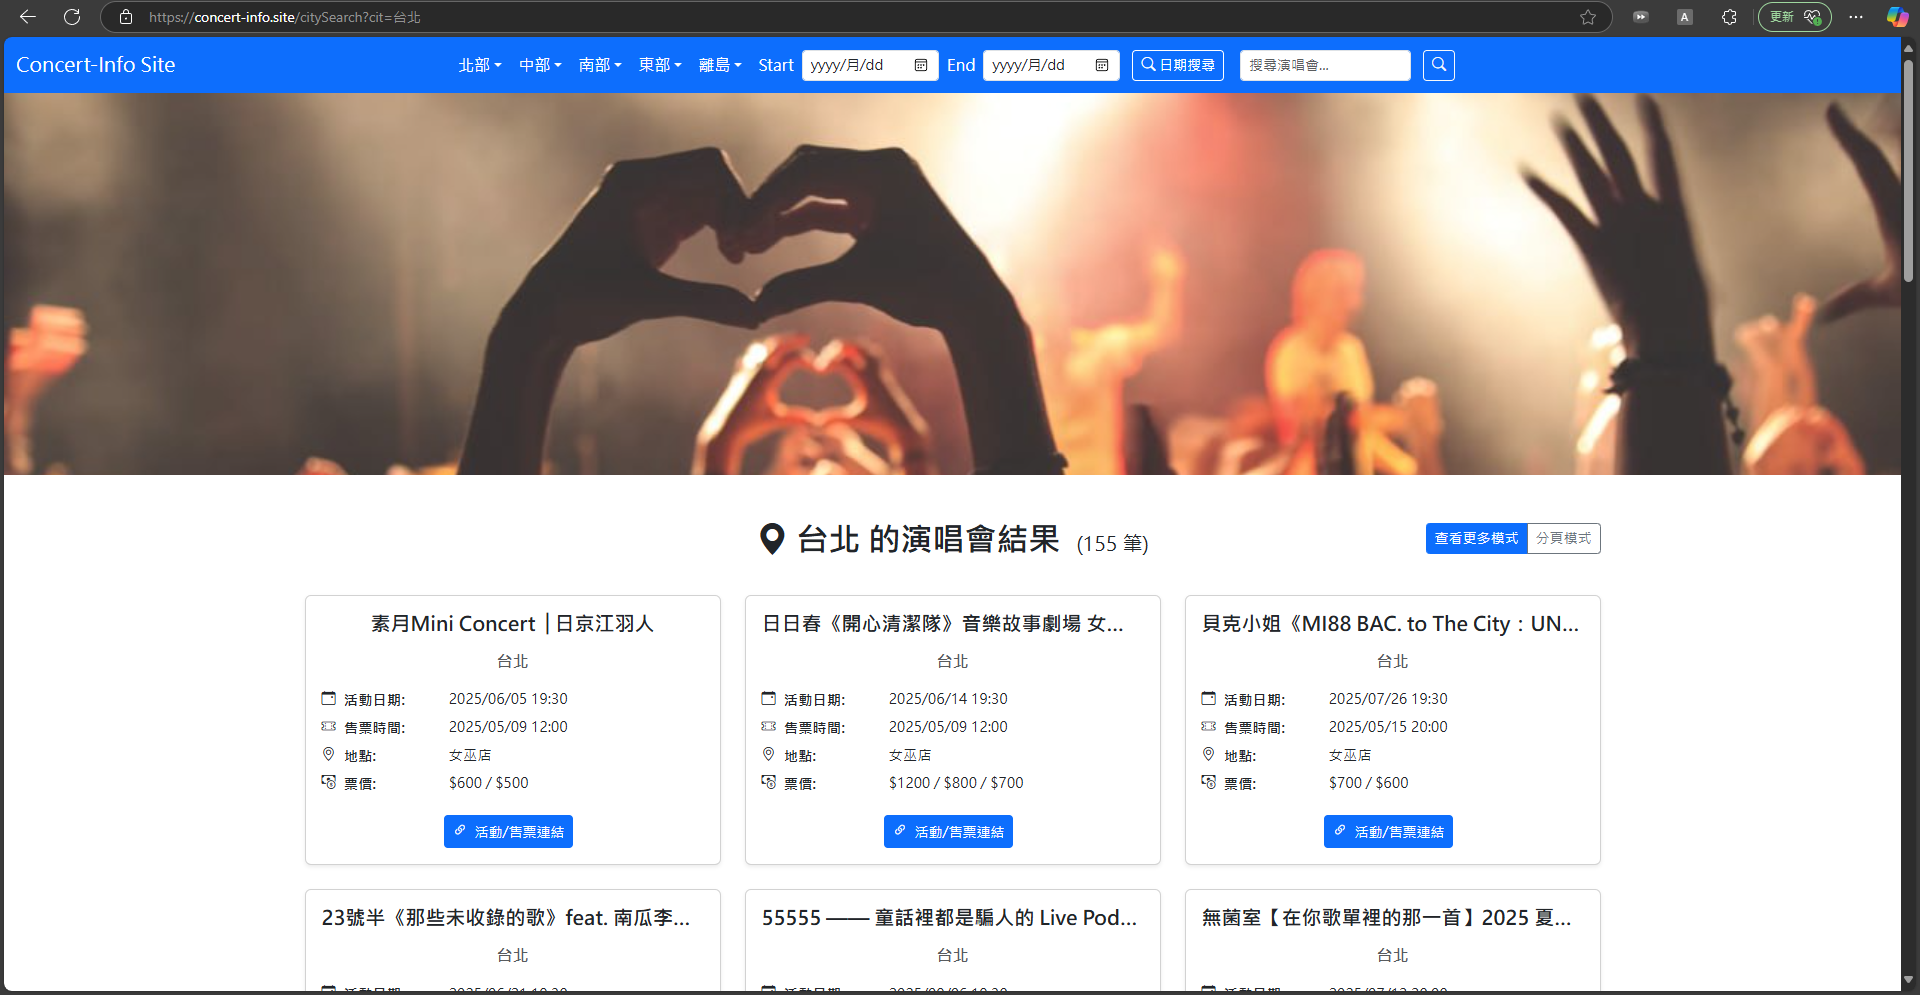 https://concert-info.site/citySearch?cit=台北
A
更新
Concert-Info Site 北部 中部 南部 東部 離島 Start yyyy/月/dd End yyyy/月/dd 日期搜尋 搜尋演唱會...
台北 的演唱會結果 (155 筆)
查看更多模式 分頁模式
素月Mini Concert｜日京江羽人
台北
活動日期: 2025/06/05 19:30
售票時間: 2025/05/09 12:00
地點: 女巫店
票價: $600 / $500
活動/售票連結
日日春《開心清潔隊》音樂故事劇場 女...
台北
活動日期: 2025/06/14 19:30
售票時間: 2025/05/09 12:00
地點: 女巫店
票價: $1200 / $800 / $700
活動/售票連結
貝克小姐《MI88 BAC. to The City：UN...
台北
活動日期: 2025/07/26 19:30
售票時間: 2025/05/15 20:00
地點: 女巫店
票價: $700 / $600
活動/售票連結
23號半《那些未收錄的歌》feat. 南瓜李...
台北
55555 —— 童話裡都是騙人的 Live Pod...
台北
無菌室【在你歌單裡的那一首】2025 夏...
台北